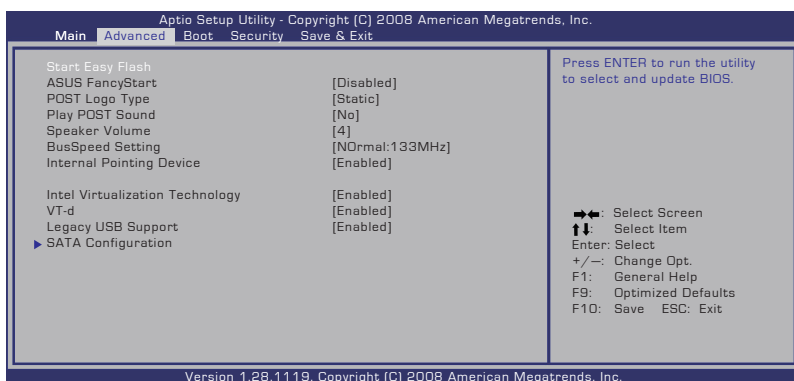 Aptio Setup Utility - Copyright (C) 2008 American Megatrends, Inc.
Main Advanced Boot Security Save & Exit
Start Easy Flash
ASUS FancyStart [Disabled]
POST Logo Type [Static]
Play POST Sound [No]
Speaker Volume [4]
BusSpeed Setting [NOrmal:133MHz]
Internal Pointing Device [Enabled]
Intel Virtualization Technology [Enabled]
VT-d [Enabled]
Legacy USB Support [Enabled]
SATA Configuration
Press ENTER to run the utility
to select and update BIOS.
: Select Screen
: Select Item
Enter: Select
+/—: Change Opt.
F1: General Help
F9: Optimized Defaults
F10: Save ESC: Exit
Version 1.28.1119. Copyright (C) 2008 American Megatrends, Inc.